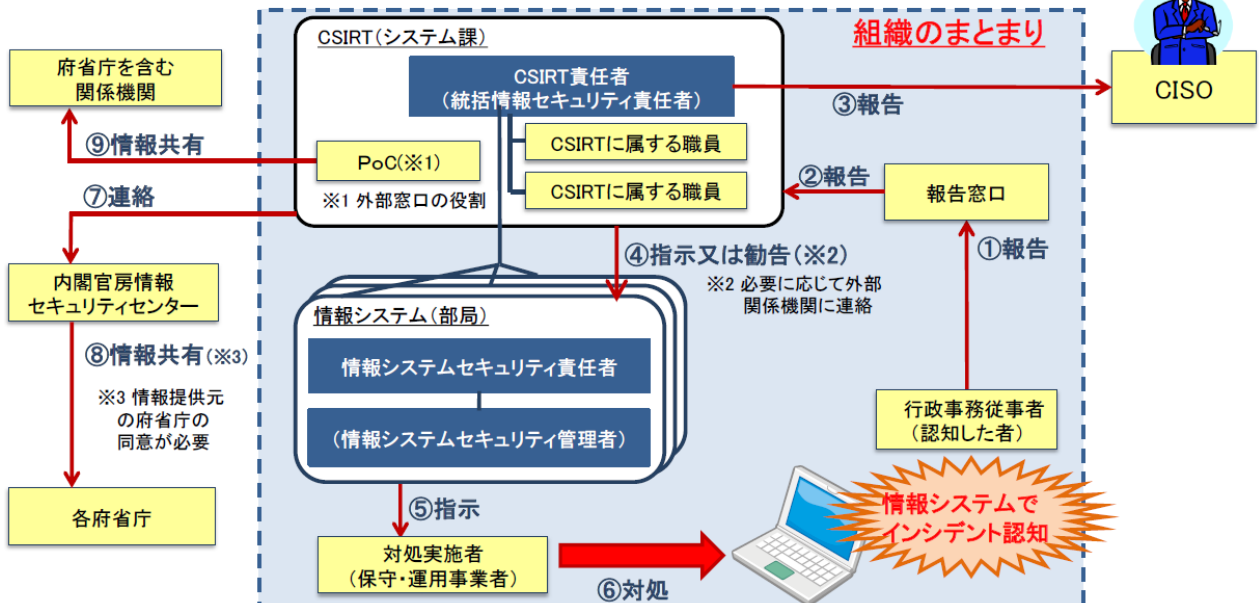 組織のまとまり
CSIRT(システム課)
CSIRT責任者
(統括情報セキュリティ責任者)
CSIRTに属する職員
CSIRTに属する職員
PoC(※1)
※1 外部窓口の役割
府省庁を含む
関係機関
⑨情報共有
⑦連絡
内閣官房情報
セキュリティセンター
⑧情報共有(※3)
※3 情報提供元
の府省庁の
同意が必要
各府省庁
③報告
CISO
②報告
報告窓口
①報告
行政事務従事者
(認知した者)
情報システムで
インシデント認知
④指示又は勧告(※2)
※2 必要に応じて外部
関係機関に連絡
情報システム(部局)
情報システムセキュリティ責任者
(情報システムセキュリティ管理者)
⑤指示
対処実施者
(保守・運用事業者)
⑥対処